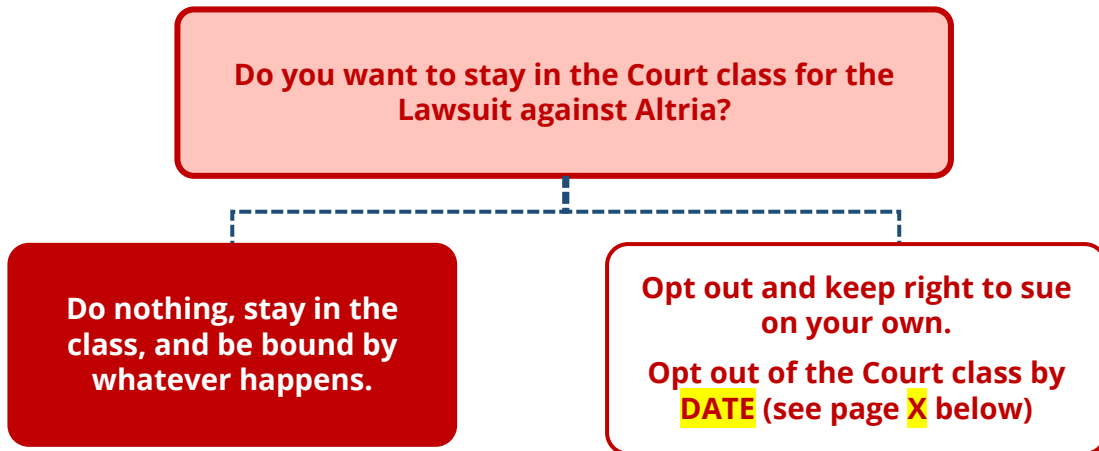 Do you want to stay in the Court class for the
Lawsuit against Altria?
Do nothing, stay in the
class, and be bound by
whatever happens.
Opt out and keep right to sue
on your own.
Opt out of the Court class by
DATE (see page X below)